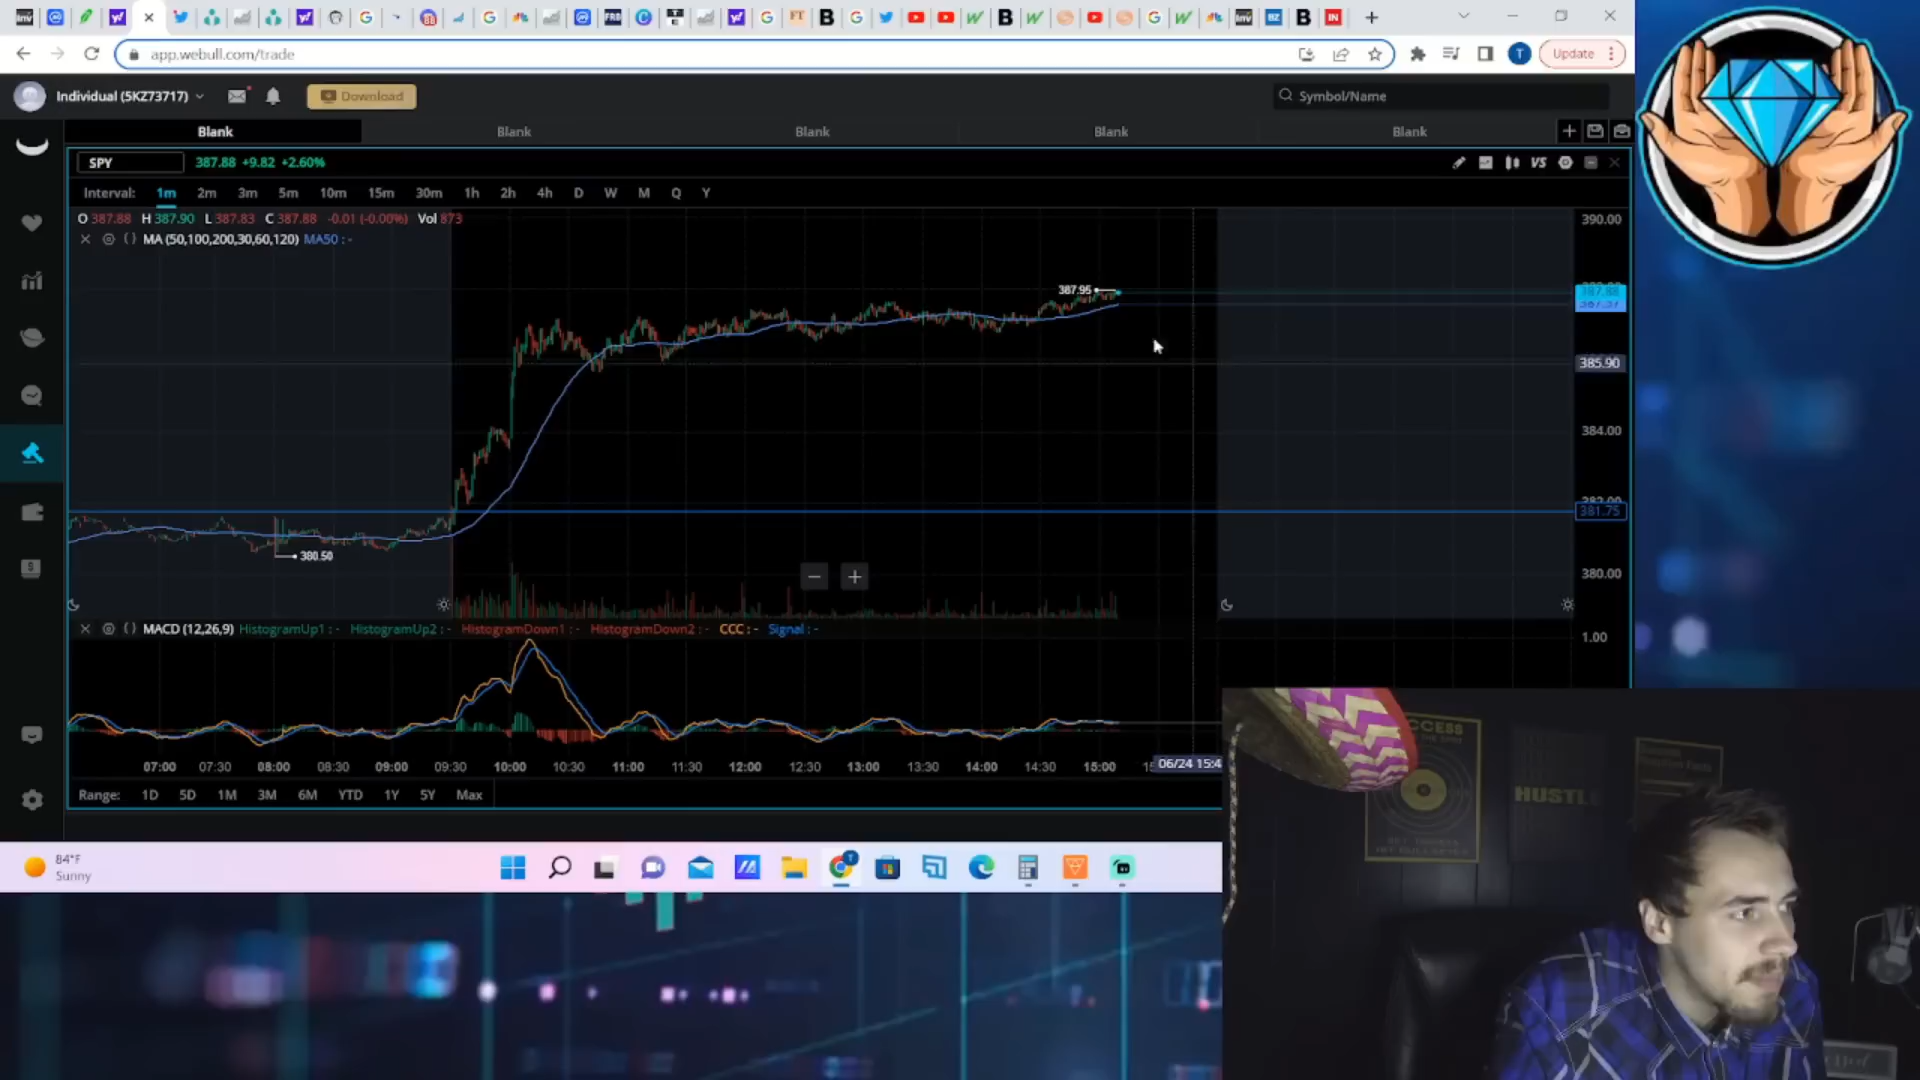 app.webull.com/trade
Update
Individual (5KZ73717)
Download
Symbol/Name
Blank
Blank
Blank
Blank
Blank
SPY
387.88 +9.82 +2.60%
VS
Interval: 1m 2m 3m 5m 10m 15m 30m 1h 2h 4h D W M Q Y
O 387.88 H 387.90 L 387.83 C 387.88 -0.01 (-0.00%) Vol 873
MA (50,100,200,30,60,120) MA50 : -
390.00
387.95
387.88
385.90
384.00
382.00
381.75
380.50
380.00
MACD (12,26,9) HistogramUp1 : - HistogramUp2 : - HistogramDown1 : - HistogramDown2 : - CCC : - Signal : -
1.00
07:00 07:30 08:00 08:30 09:00 09:30 10:00 10:30 11:00 11:30 12:00 12:30 13:00 13:30 14:00 14:30 15:00 06/24 15:4
Range: 1D 5D 1M 3M 6M YTD 1Y 5Y Max
84°F
Sunny
HUSTLE